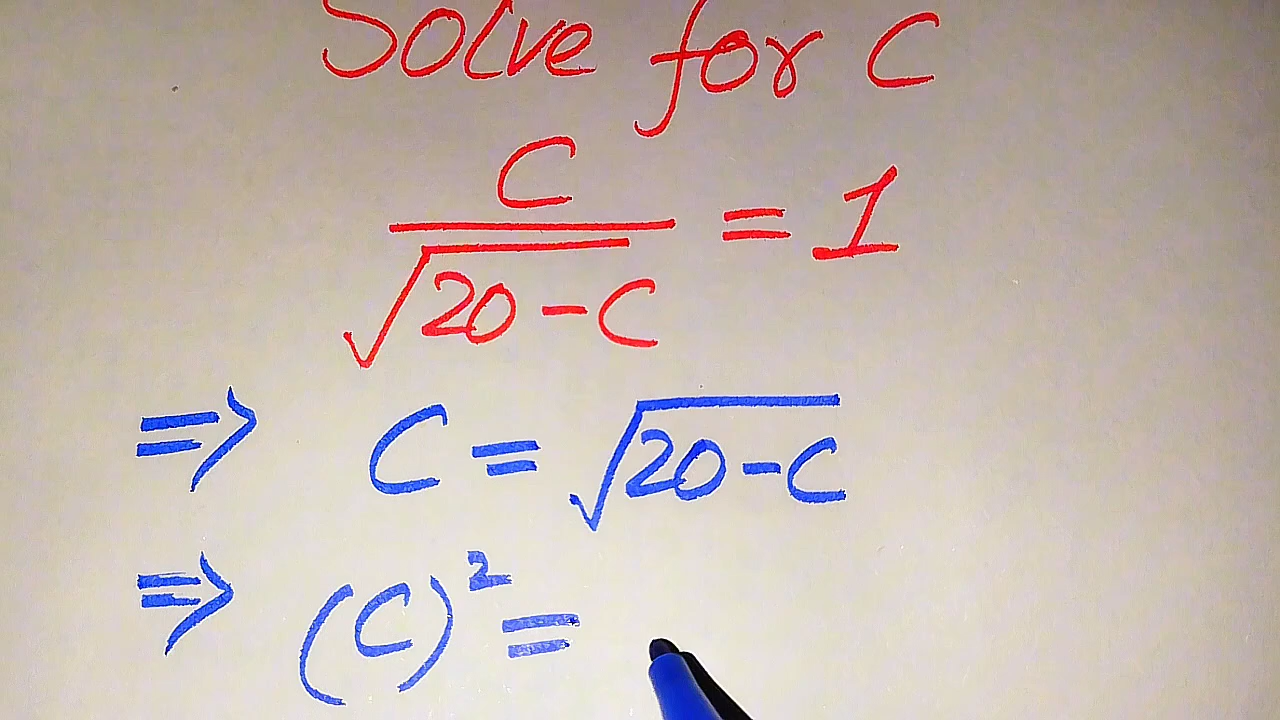 Solve for C
C / √20-C = 1
⇒ C = √20-C
⇒ (C)² =